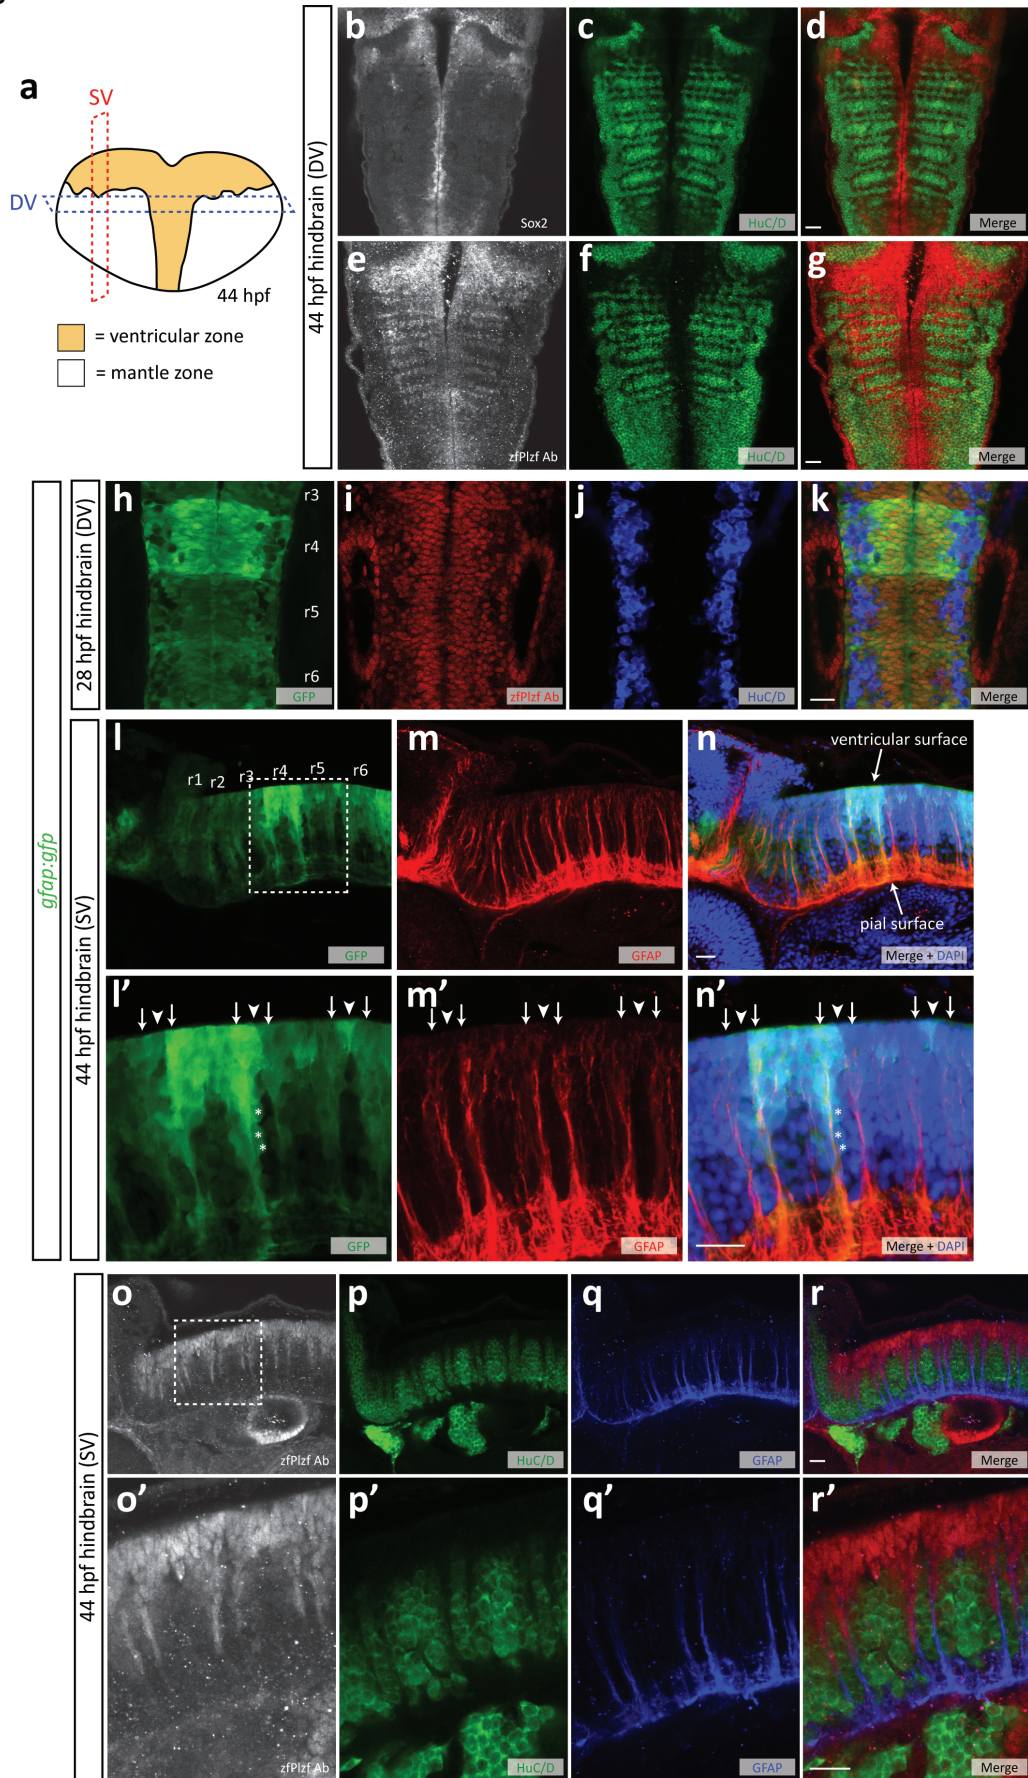 a
SV
DV
44 hpf
= ventricular zone
= mantle zone
44 hpf hindbrain (DV)
b
Sox2
c
HuC/D
d
Merge
e
zfPlzf Ab
f
HuC/D
g
Merge
gfap:gfp
28 hpf hindbrain (DV)
h
r3
r4
r5
r6
GFP
i
zfPlzf Ab
j
HuC/D
k
Merge
44 hpf hindbrain (SV)
l
r1 r2 r3 r4 r5 r6
GFP
m
GFAP
n
ventricular surface
pial surface
Merge + DAPI
l’
* * *
GFP
m’
GFAP
n’
* * *
Merge + DAPI
44 hpf hindbrain (SV)
o
zfPlzf Ab
p
HuC/D
q
GFAP
r
Merge
o’
zfPlzf Ab
p’
HuC/D
q’
GFAP
r’
Merge